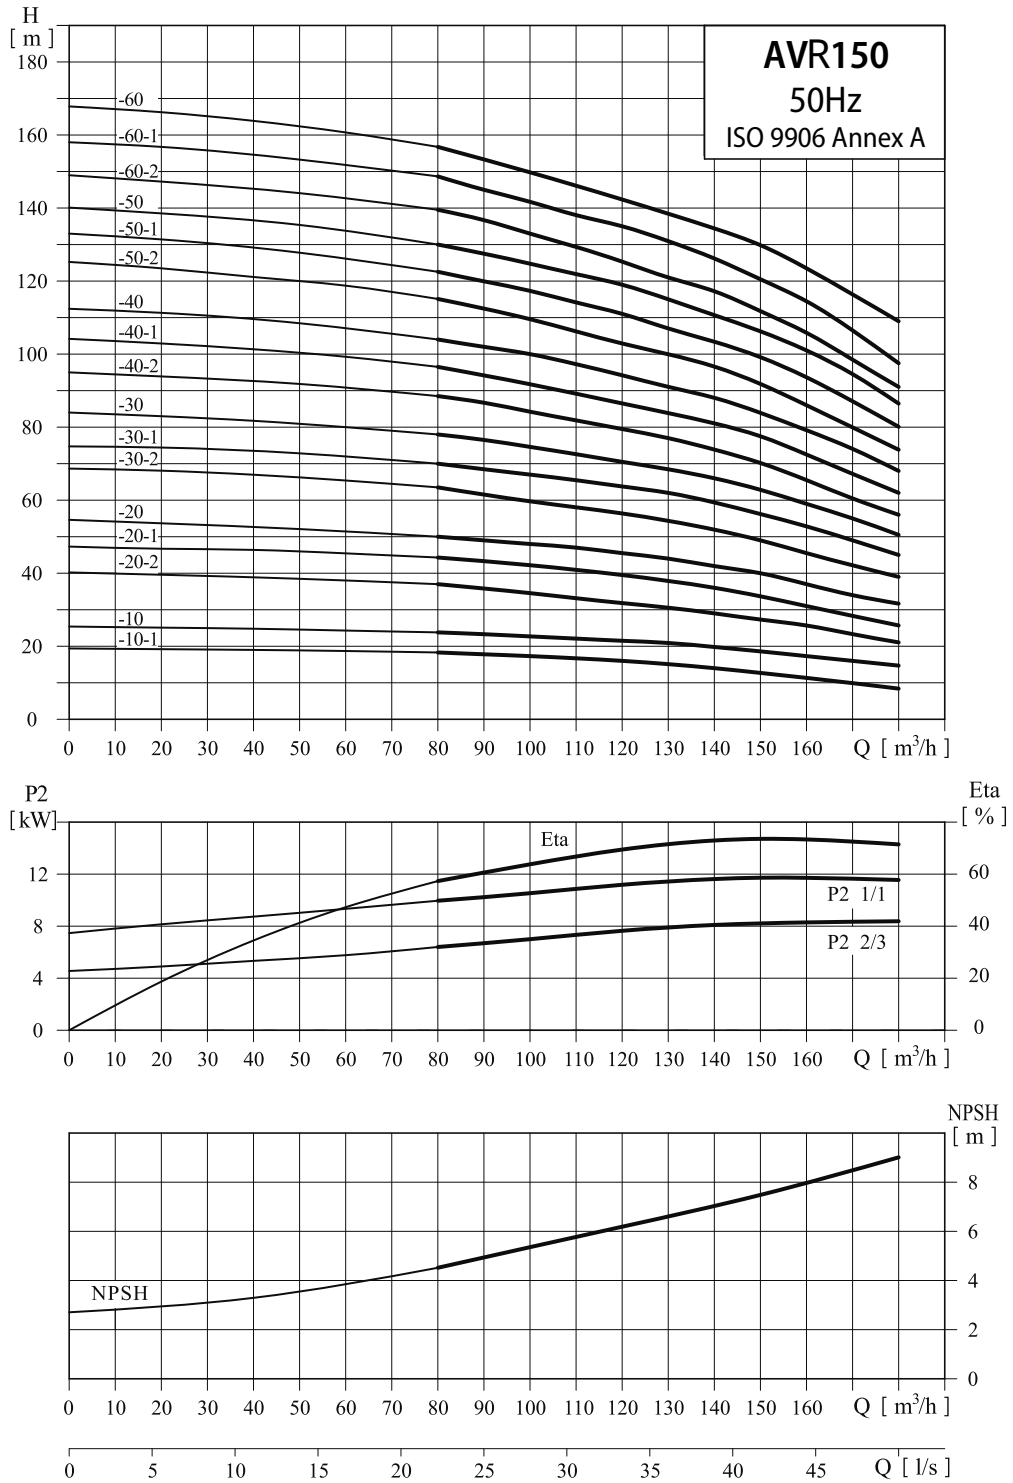 H
[ m ]
AVR150
50Hz
ISO 9906 Annex A
180
160
140
120
100
80
60
40
20
0
-60
-60-1
-60-2
-50
-50-1
-50-2
-40
-40-1
-40-2
-30
-30-1
-30-2
-20
-20-1
-20-2
-10
-10-1
0 10 20 30 40 50 60 70 80 90 100 110 120 130 140 150 160 Q [ m³/h ]
P2
[kW]
Eta
[ % ]
12
8
4
0
Eta
P2 1/1
P2 2/3
60
40
20
0
0 10 20 30 40 50 60 70 80 90 100 110 120 130 140 150 160 Q [ m³/h ]
NPSH
[ m ]
NPSH
8
6
4
2
0
0 10 20 30 40 50 60 70 80 90 100 110 120 130 140 150 160 Q [ m³/h ]
0 5 10 15 20 25 30 35 40 45 Q [ l/s ]